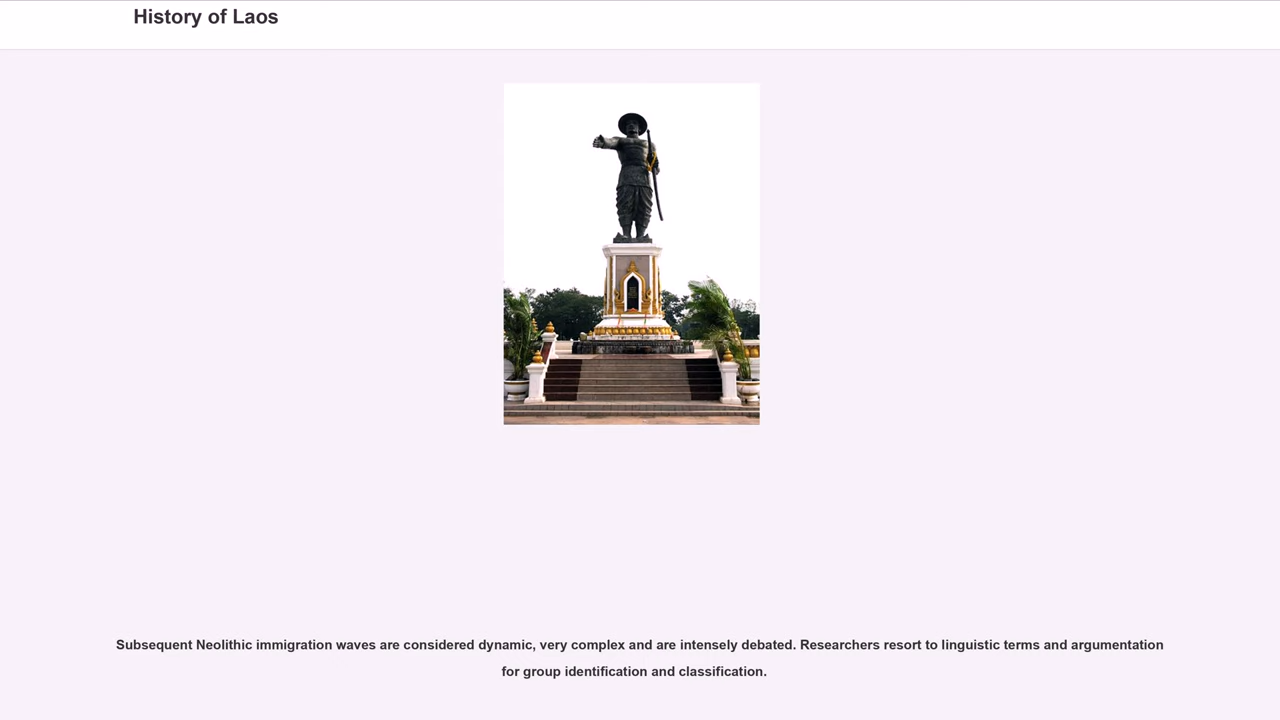 History of Laos
Subsequent Neolithic immigration waves are considered dynamic, very complex and are intensely debated. Researchers resort to linguistic terms and argumentation
for group identification and classification.